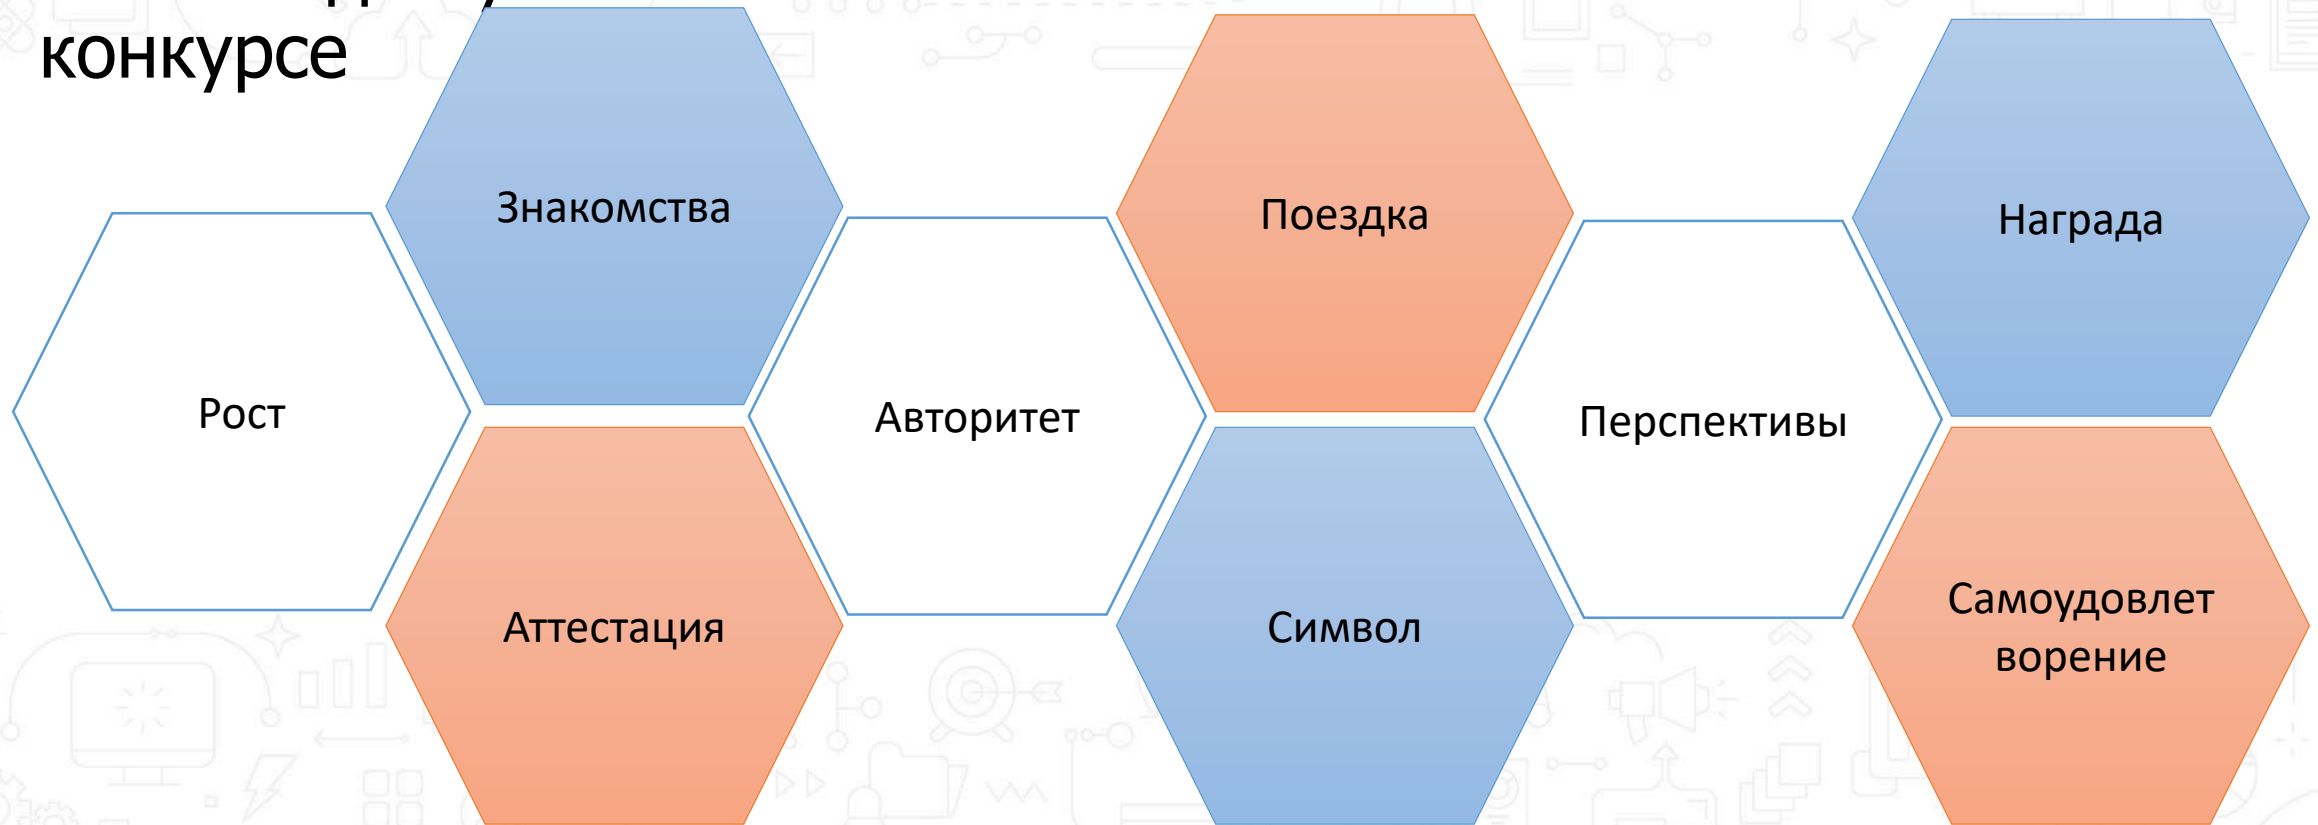 конкурсе
Знакомства
Поездка
Награда
Рост
Авторитет
Перспективы
Аттестация
Символ
Самоудовлет
ворение